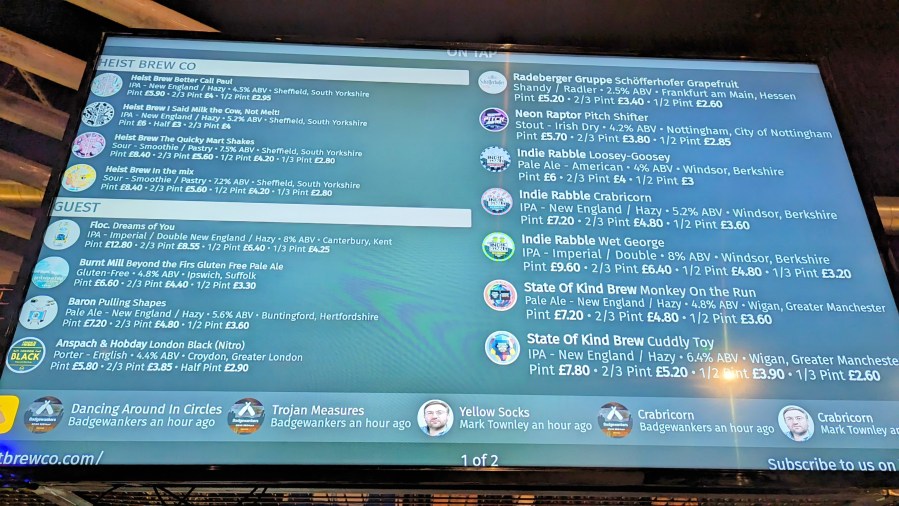 ON TAP
HEIST BREW CO
Heist Brew Better Call Paul
IPA - New England / Hazy • 4.5% ABV • Sheffield, South Yorkshire
Pint £5.90 • 2/3 Pint £4 • 1/2 Pint £2.95
Heist Brew I Said Milk the Cow, Not Melt!
IPA - New England / Hazy • 5.2% ABV • Sheffield, South Yorkshire
Pint £6 • Half £3 • 2/3 Pint £4
Heist Brew The Quicky Mart Shakes
Sour - Smoothie / Pastry • 7.5% ABV • Sheffield, South Yorkshire
Pint £8.40 • 2/3 Pint £5.60 • 1/2 Pint £4.20 • 1/3 Pint £2.80
Heist Brew In the mix
Sour - Smoothie / Pastry • 7.2% ABV • Sheffield, South Yorkshire
Pint £8.40 • 2/3 Pint £5.60 • 1/2 Pint £4.20 • 1/3 Pint £2.80
GUEST
Floc. Dreams of You
IPA - Imperial / Double New England / Hazy • 8% ABV • Canterbury, Kent
Pint £12.80 • 2/3 Pint £8.55 • 1/2 Pint £6.40 • 1/3 Pint £4.25
Burnt Mill Beyond the Firs Gluten Free Pale Ale
Gluten-Free • 4.8% ABV • Ipswich, Suffolk
Pint £6.60 • 2/3 Pint £4.40 • 1/2 Pint £3.30
Baron Pulling Shapes
Pale Ale - New England / Hazy • 5.6% ABV • Buntingford, Hertfordshire
Pint £7.20 • 2/3 Pint £4.80 • 1/2 Pint £3.60
Anspach & Hobday London Black (Nitro)
Porter - English • 4.4% ABV • Croydon, Greater London
Pint £5.80 • 2/3 Pint £3.85 • Half Pint £2.90
BLACK
Radeberger Gruppe Schöfferhofer Grapefruit
Shandy / Radler • 2.5% ABV • Frankfurt am Main, Hessen
Pint £5.20 • 2/3 Pint £3.40 • 1/2 Pint £2.60
Neon Raptor Pitch Shifter
Stout - Irish Dry • 4.2% ABV • Nottingham, City of Nottingham
Pint £5.70 • 2/3 Pint £3.80 • 1/2 Pint £2.85
PITCH
Indie Rabble Loosey-Goosey
Pale Ale - American • 4% ABV • Windsor, Berkshire
Pint £6 • 2/3 Pint £4 • 1/2 Pint £3
Indie Rabble Crabricorn
IPA - New England / Hazy • 5.2% ABV • Windsor, Berkshire
Pint £7.20 • 2/3 Pint £4.80 • 1/2 Pint £3.60
Indie Rabble Wet George
IPA - Imperial / Double • 8% ABV • Windsor, Berkshire
Pint £9.60 • 2/3 Pint £6.40 • 1/2 Pint £4.80 • 1/3 Pint £3.20
State Of Kind Brew Monkey On the Run
Pale Ale - New England / Hazy • 4.8% ABV • Wigan, Greater Manchester
Pint £7.20 • 2/3 Pint £4.80 • 1/2 Pint £3.60
State Of Kind Brew Cuddly Toy
IPA - New England / Hazy • 6.4% ABV • Wigan, Greater Mancheste
Pint £7.80 • 2/3 Pint £5.20 • 1/2 Pint £3.90 • 1/3 Pint £2.60
Dancing Around In Circles
Badgewankers an hour ago
Trojan Measures
Badgewankers an hour ago
Yellow Socks
Mark Townley an hour ago
Crabricorn
Badgewankers an hour ago
Crabricorn
Mark Townley an
tbrewco.com/
1 of 2
Subscribe to us on